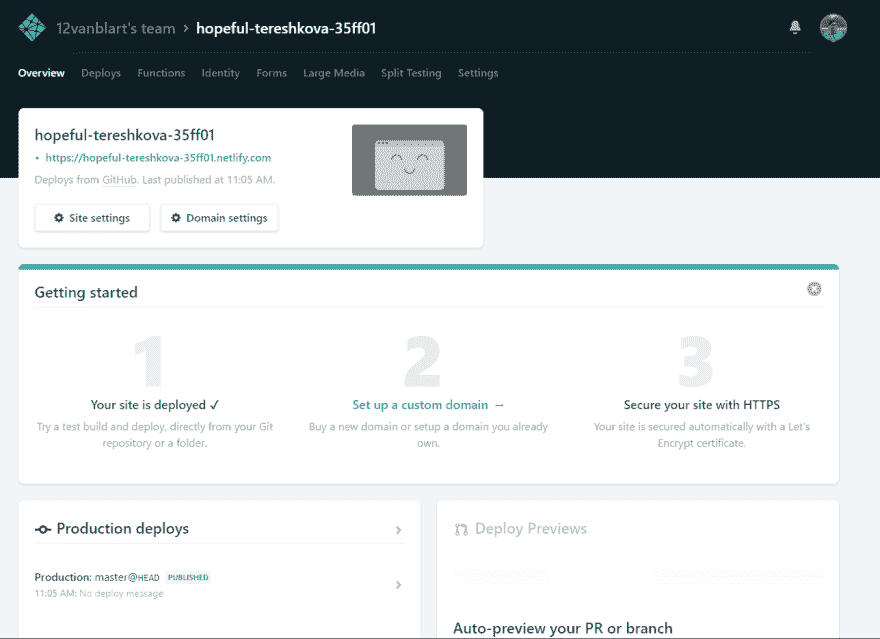 12vanblart's team > hopeful-tereshkova-35ff01
Overview Deploys Functions Identity Forms Large Media Split Testing Settings
hopeful-tereshkova-35ff01
• https://hopeful-tereshkova-35ff01.netlify.com
Deploys from GitHub. Last published at 11:05 AM.
Site settings Domain settings
Getting started
1 2 3
Your site is deployed ✓ Set up a custom domain → Secure your site with HTTPS
Try a test build and deploy, directly from your Git Buy a new domain or setup a domain you already Your site is secured automatically with a Let's
repository or a folder. own. Encrypt certificate.
Production deploys Deploy Previews
Production: master@HEAD PUBLISHED
11:05 AM: No deploy message
Auto-preview your PR or branch